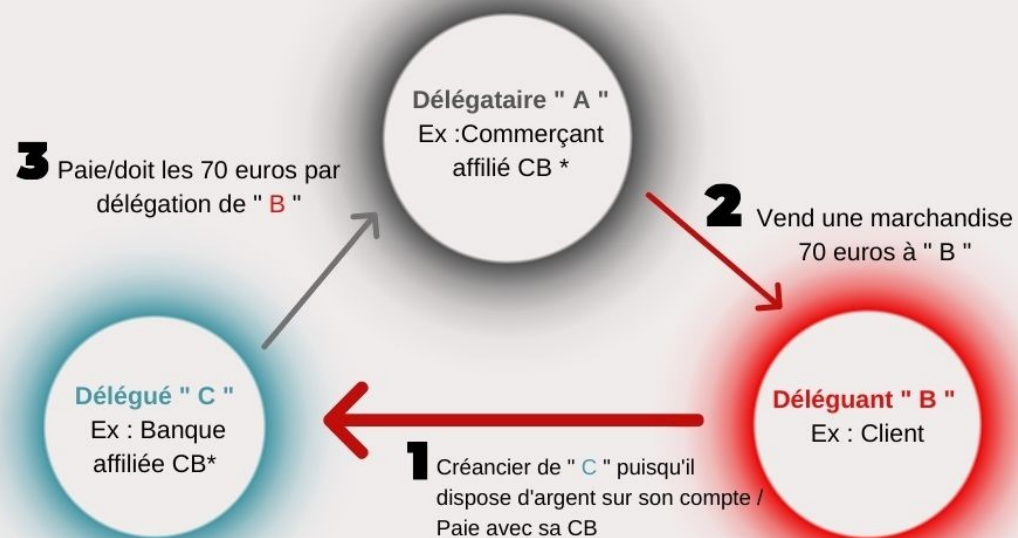 Délégataire " A "
Ex :Commerçant
affilié CB *
3 Paie/doit les 70 euros par
délégation de " B "
2 Vend une marchandise
70 euros à " B "
Délégué " C "
Ex : Banque
affiliée CB*
Déléguant " B "
Ex : Client
1 Créancier de " C " puisqu'il
dispose d'argent sur son compte /
Paie avec sa CB